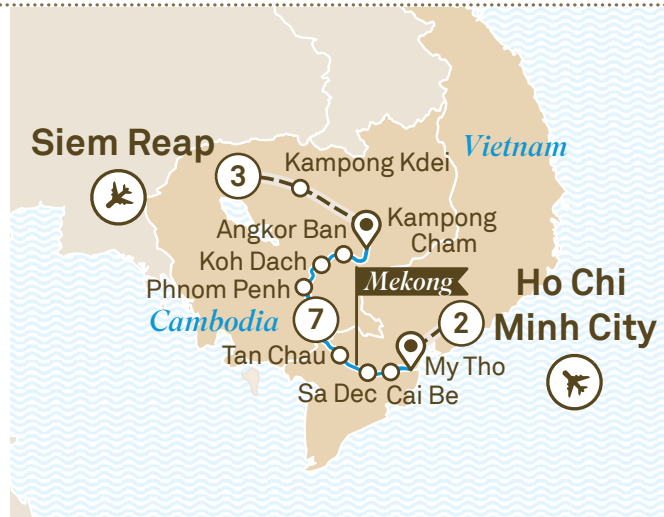 Siem Reap
3
Kampong Kdei
Vietnam
Angkor Ban
Kampong
Cham
Koh Dach
Phnom Penh
Mekong
Ho Chi
Minh City
Cambodia
7
2
Tan Chau
My Tho
Sa Dec
Cai Be